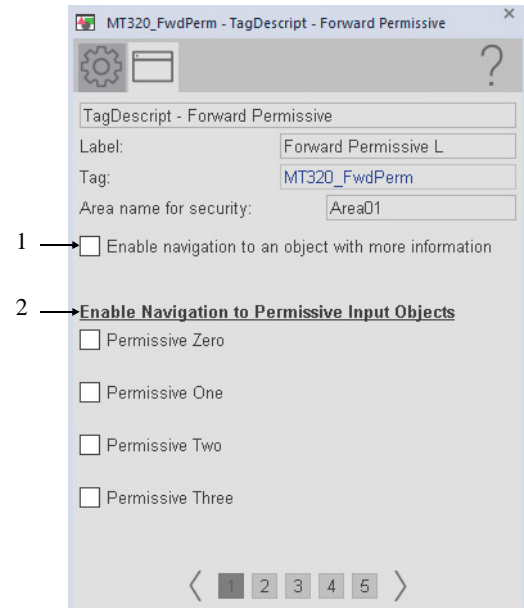 MT320_FwdPerm - TagDescript - Forward Permissive ×
?
TagDescript - Forward Permissive
Label: Forward Permissive L
Tag: MT320_FwdPerm
Area name for security: Area01
1 Enable navigation to an object with more information
2 Enable Navigation to Permissive Input Objects
Permissive Zero
Permissive One
Permissive Two
Permissive Three
1 2 3 4 5